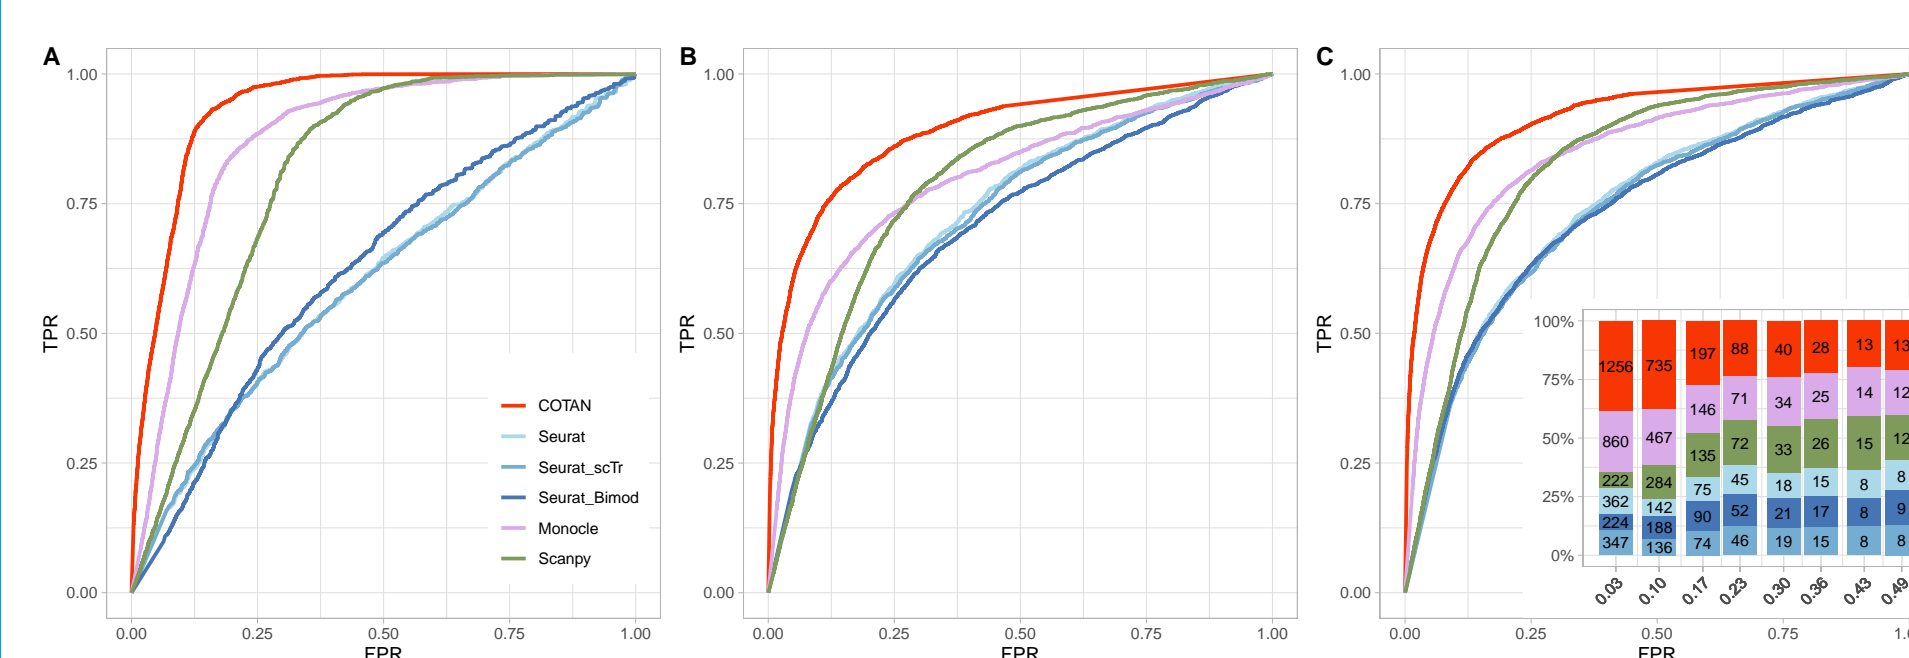 A
1.00
0.75
0.50
0.25
0.00
TPR
0.00 0.25 0.50 0.75 1.00
FPR
COTAN
Seurat
Seurat_scTr
Seurat_Bimod
Monocle
Scanpy
B
1.00
0.75
0.50
0.25
0.00
TPR
0.00 0.25 0.50 0.75 1.00
FPR
C
1.00
0.75
0.50
0.25
0.00
TPR
0.00 0.25 0.50 0.75
FPR
100%
75%
50%
25%
0%
1256 735 197 88 40 28 13 13
860 467 146 71 34 25 14 12
222 284 135 72 33 26 15 12
362 142 75 45 18 15 8 8
224 188 90 52 21 17 8 9
347 136 74 46 19 15 8 8
0.03 0.10 0.17 0.23 0.30 0.36 0.43 0.49